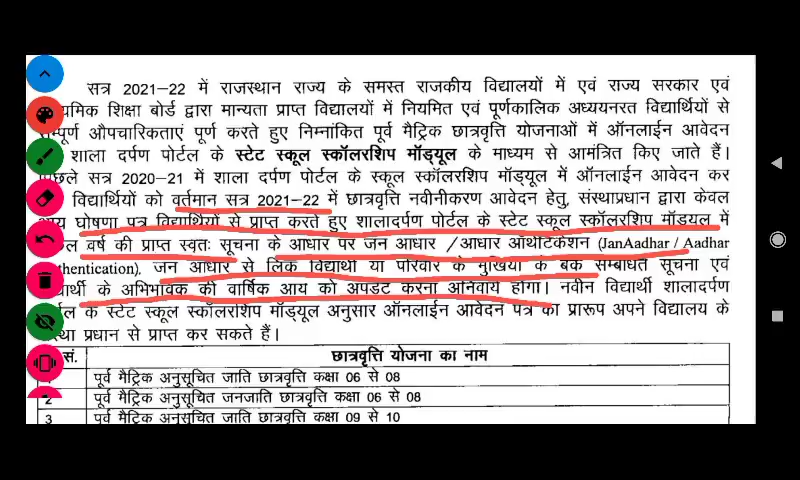 सत्र 2021-22 में राजस्थान राज्य के समस्त राजकीय विद्यालयों में एवं राज्य सरकार एवं
यमिक शिक्षा बोर्ड द्वारा मान्यता प्राप्त विद्यालयों में नियमित एवं पूर्णकालिक अध्ययनरत विद्यार्थियों से
म्पूर्ण औपचारिकताएं पूर्ण करते हुए निम्नांकित पूर्व मैट्रिक छात्रवृत्ति योजनाओं में ऑनलाईन आवेदन
शाला दर्पण पोर्टल के स्टेट स्कूल स्कॉलरशिप मॉड्यूल के माध्यम से आमंत्रित किए जाते हैं।
पिछले सत्र 2020-21 में शाला दर्पण पोर्टल के स्टेट स्कूल स्कॉलरशिप मॉड्यूल में ऑनलाईन आवेदन कर
विद्यार्थियों को वर्तमान सत्र 2021-22 में छात्रवृत्ति नवीनीकरण आवेदन हेतु, संस्थाप्रधान द्वारा केवल
आय घोषणा पत्र विद्यार्थियों से प्राप्त करते हुए शालादर्पण पोर्टल के स्टेट स्कूल स्कॉलरशिप मॉडयूल में
वर्ष की प्राप्त स्वतः सूचना के आधार पर जन आधार /आधार ऑथेंटिकेशन (JanAadhar / Aadhar
thentication), जन आधार से लिंक विद्यार्थी या परिवार के मुखिया के बैंक सम्बंधित सूचना एवं
द्यार्थी के अभिभावक की वार्षिक आय को अपडेट करना अनिवार्य होगा। नवीन विद्यार्थी शालादर्पण
के स्टेट स्कूल स्कॉलरशिप मॉड्यूल अनुसार ऑनलाईन आवेदन पत्र का प्रारूप अपने विद्यालय के
स्था प्रधान से प्राप्त कर सकते हैं।
सं. छात्रवृत्ति योजना का नाम
1 पूर्व मैट्रिक अनुसूचित जाति छात्रवृत्ति कक्षा 06 से 08
2 पूर्व मैट्रिक अनुसूचित जनजाति छात्रवृत्ति कक्षा 06 से 08
3 पूर्व मैट्रिक अनुसूचित जाति छात्रवृत्ति कक्षा 09 से 10